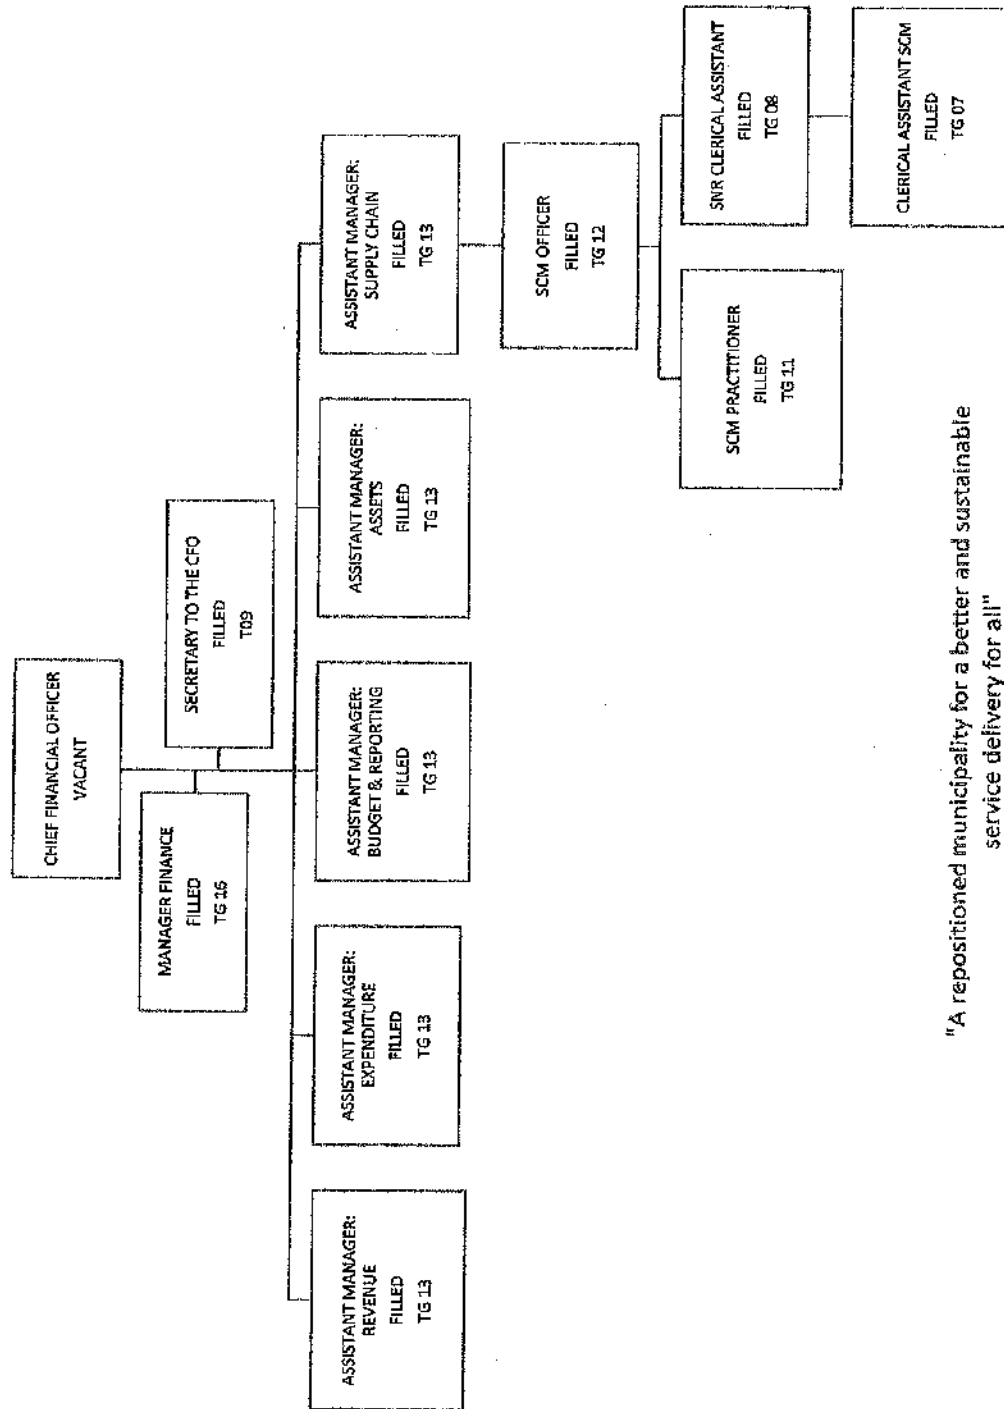 CHIEF FINANCIAL OFFICER
VACANT
MANAGER FINANCE
FILLED
TG 16
SECRETARY TO THE CFO
FILLED
T09
ASSISTANT MANAGER:
REVENUE
FILLED
TG 13
ASSISTANT MANAGER:
EXPENDITURE
FILLED
TG 13
ASSISTANT MANAGER:
BUDGET & REPORTING
FILLED
TG 13
ASSISTANT MANAGER:
ASSETS
FILLED
TG 13
ASSISTANT MANAGER:
SUPPLY CHAIN
FILLED
TG 13
SCM OFFICER
FILLED
TG 12
SCM PRACTITIONER
FILLED
TG 11
SNR CLERICAL ASSISTANT
FILLED
TG 08
CLERICAL ASSISTANT SCM
FILLED
TG 07
"A repositioned municipality for a better and sustainable
service delivery for all"